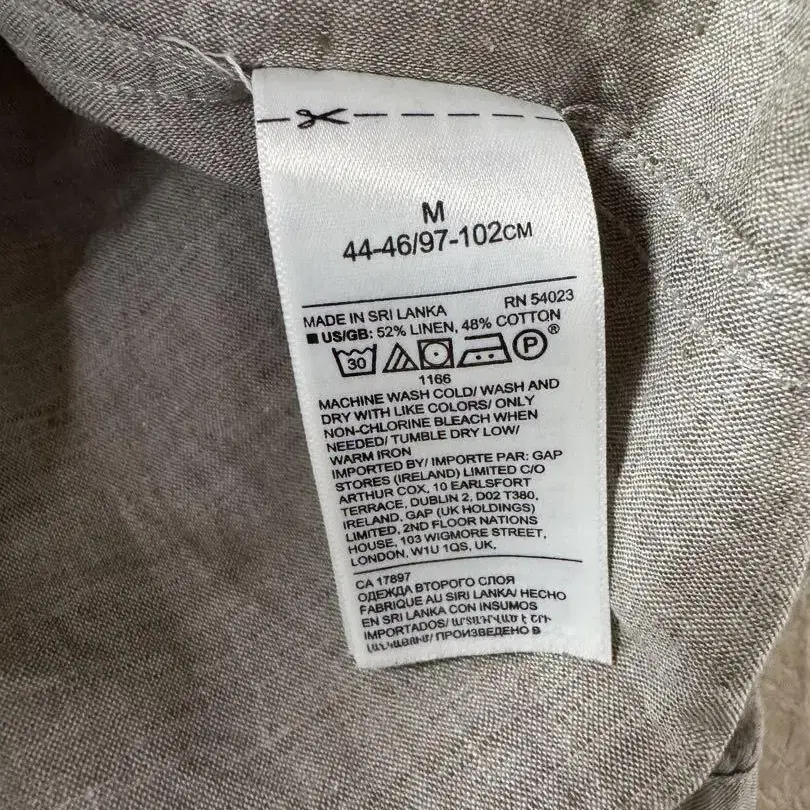 M
44-46/97-102CM
MADE IN SRI LANKA RN 54023
US/GB: 52% LINEN, 48% COTTON
30 P ®
1166
MACHINE WASH COLD/ WASH AND
DRY WITH LIKE COLORS/ ONLY
NON-CHLORINE BLEACH WHEN
NEEDED/ TUMBLE DRY LOW/
WARM IRON
IMPORTED BY/ IMPORTE PAR: GAP
STORES (IRELAND) LIMITED C/O
ARTHUR COX, 10 EARLSFORT
TERRACE, DUBLIN 2, D02 T380,
IRELAND, GAP (UK HOLDINGS)
LIMITED, 2ND FLOOR NATIONS
HOUSE, 103 WIGMORE STREET,
LONDON, W1U 1QS, UK,
CA 17897
ОДЕЖДА ВТОРОГО СЛОЯ
FABRIQUE AU SIRI LANKA/ HECHO
EN SRI LANKA CON INSUMOS
IMPORTADOS/ ԱՐՏԱԴՐՎԱԾ Է ՇՐԻ
ԼԱՆԿԱՅՈՒՄ/ ПРОИЗВЕДЕНО В